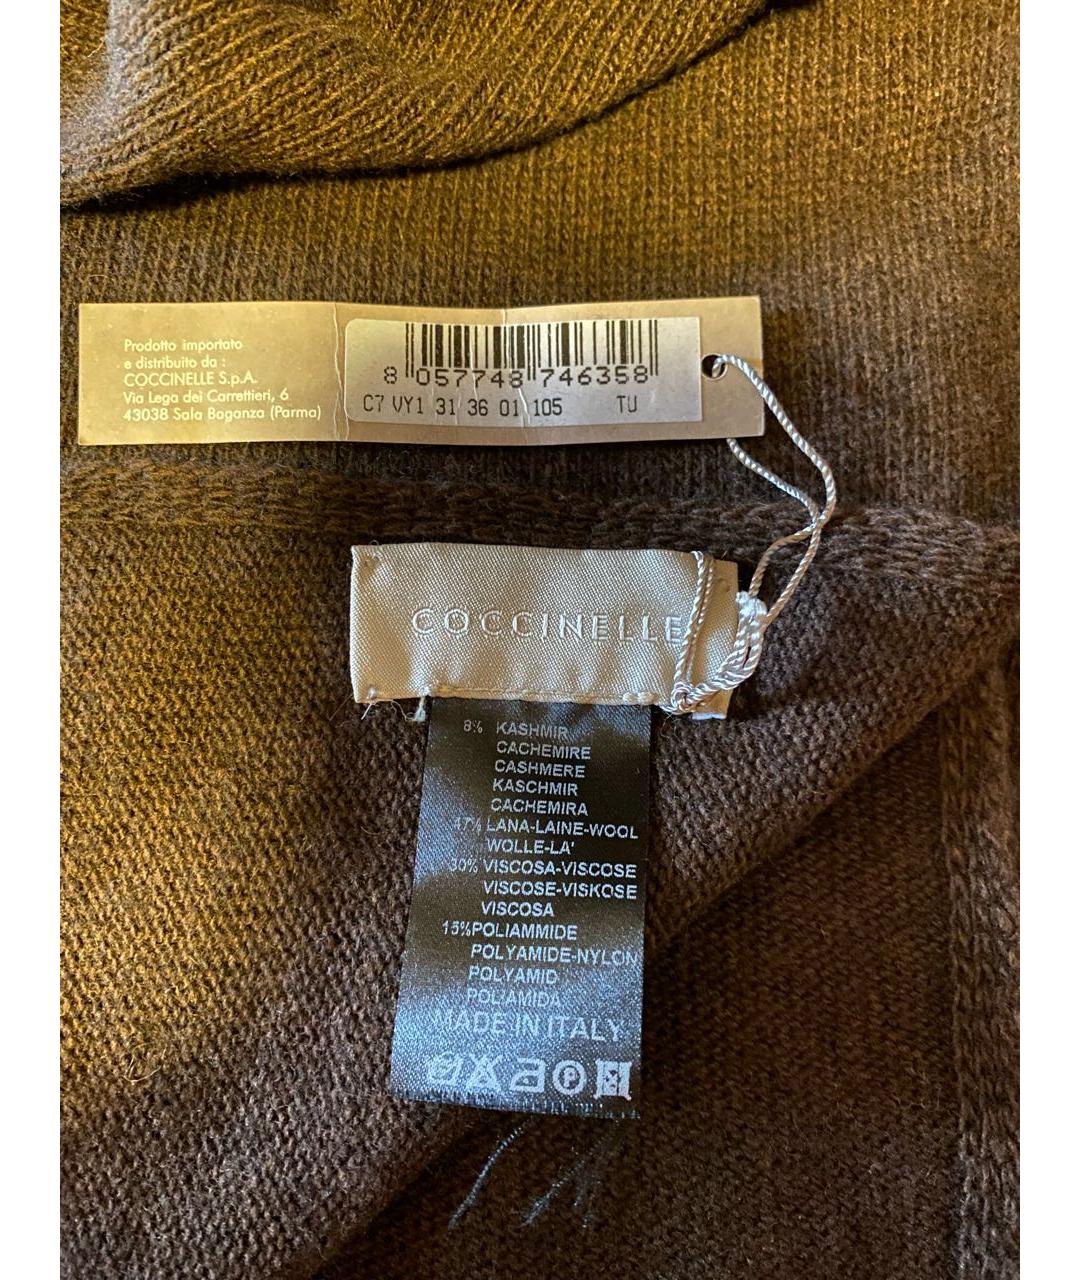 Prodotto importato
e distribuito da :
COCCINELLE S.p.A.
Via Lega dei Carrettieri, 6
43038 Sala Baganza (Parma)
8 057748 746358
C7 VY1 31 36 01 105 TU
COCCINELLE
8% KASHMIR
CACHEMIRE
CASHMERE
KASCHMIR
CACHEMIRA
47% LANA-LAINE-WOOL
WOLLE-LA'
30% VISCOSA-VISCOSE
VISCOSE-VISKOSE
VISCOSA
15%POLIAMMIDE
POLYAMIDE-NYLON
POLYAMID
POLIAMIDA
MADE IN ITALY
P